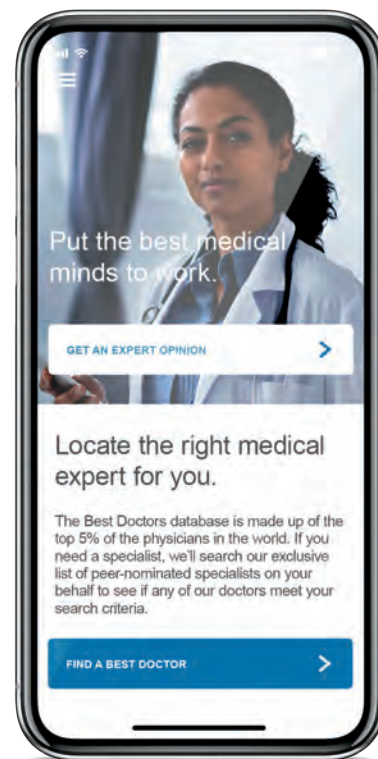 Put the best medical
minds to work.
GET AN EXPERT OPINION
Locate the right medical
expert for you.
The Best Doctors database is made up of the
top 5% of the physicians in the world. If you
need a specialist, we'll search our exclusive
list of peer-nominated specialists on your
behalf to see if any of our doctors meet your
search criteria.
FIND A BEST DOCTOR